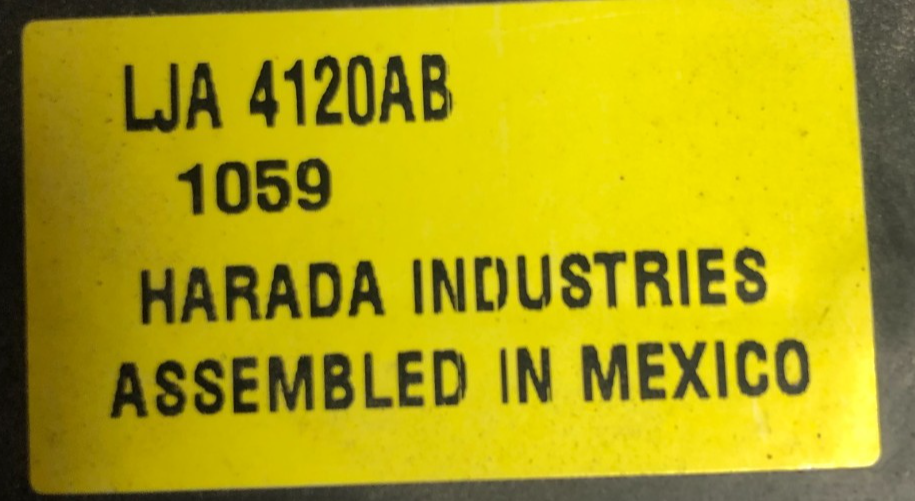 LJA 4120AB
1059
HARADA INDUSTRIES
ASSEMBLED IN MEXICO